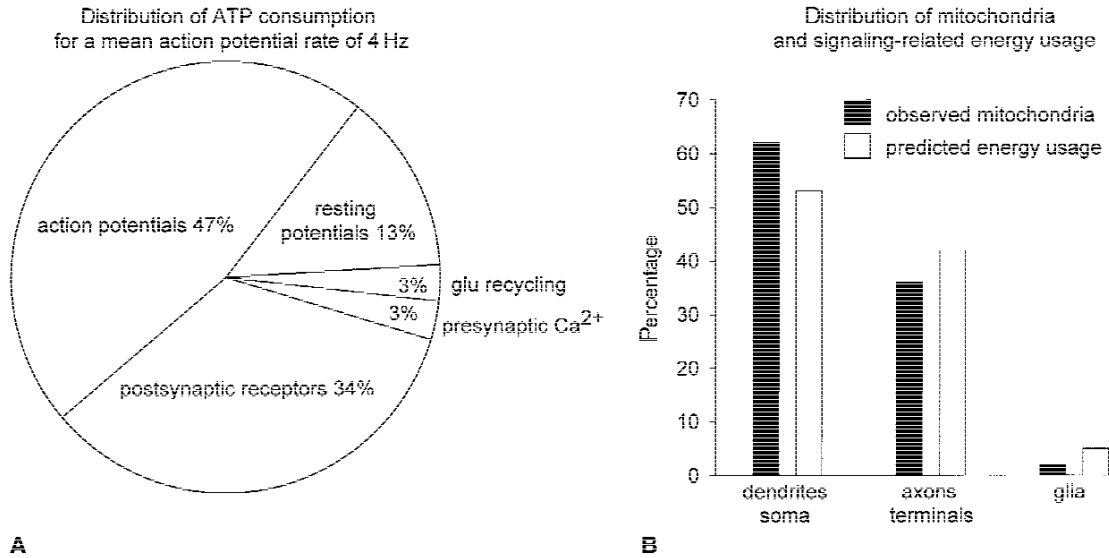 Distribution of ATP consumption
for a mean action potential rate of 4 Hz
action potentials 47%
resting
potentials 13%
3%
glu recycling
3%
presynaptic Ca2+
postsynaptic receptors 34%
A
Distribution of mitochondria
and signaling-related energy usage
observed mitochondria
predicted energy usage
Percentage
70
60
50
40
30
20
10
0
dendrites
soma
axons
terminals
glia
B